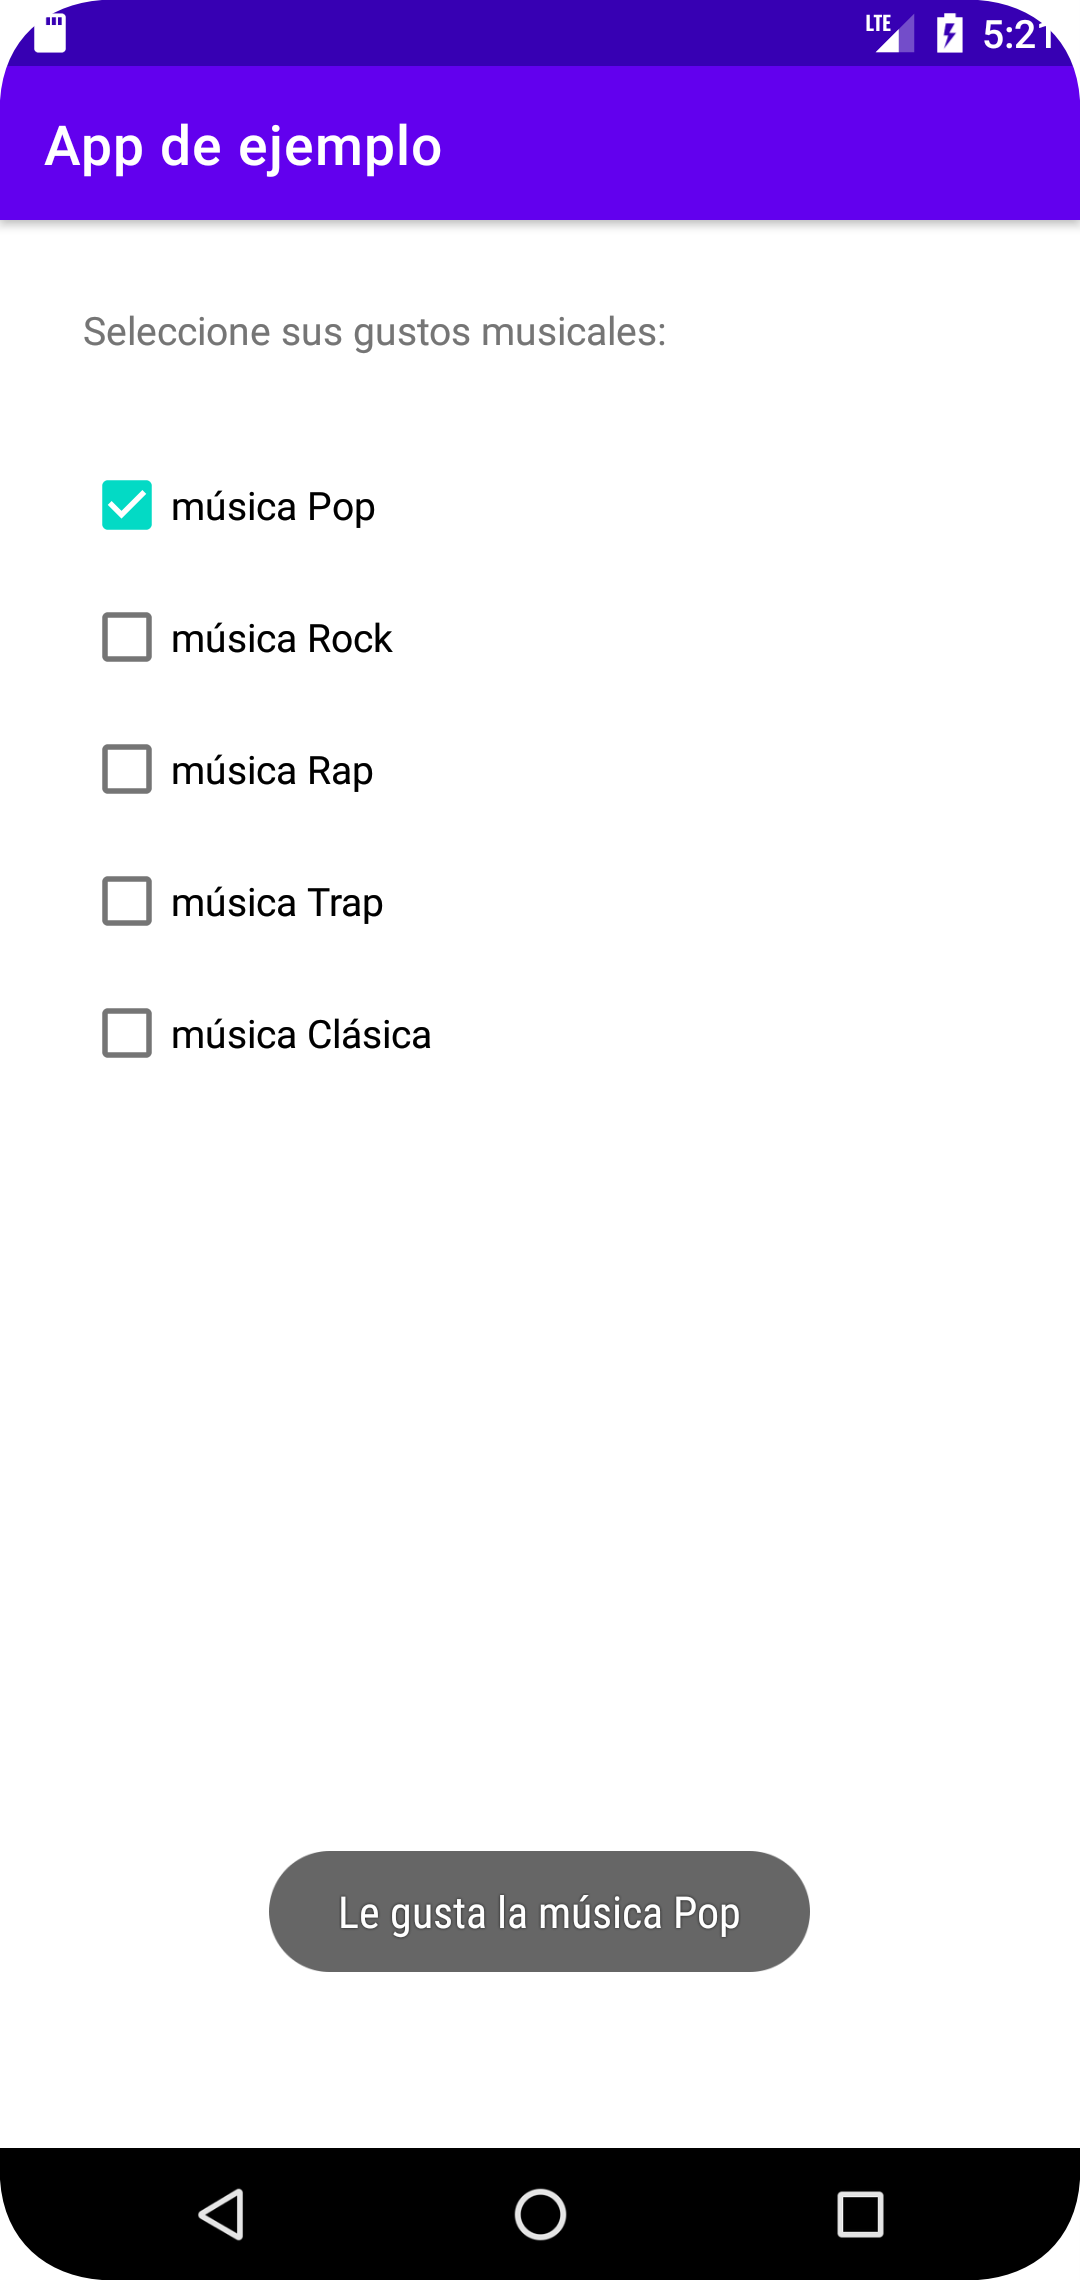 LTE 5:21
App de ejemplo
Seleccione sus gustos musicales:
música Pop
música Rock
música Rap
música Trap
música Clásica
Le gusta la música Pop